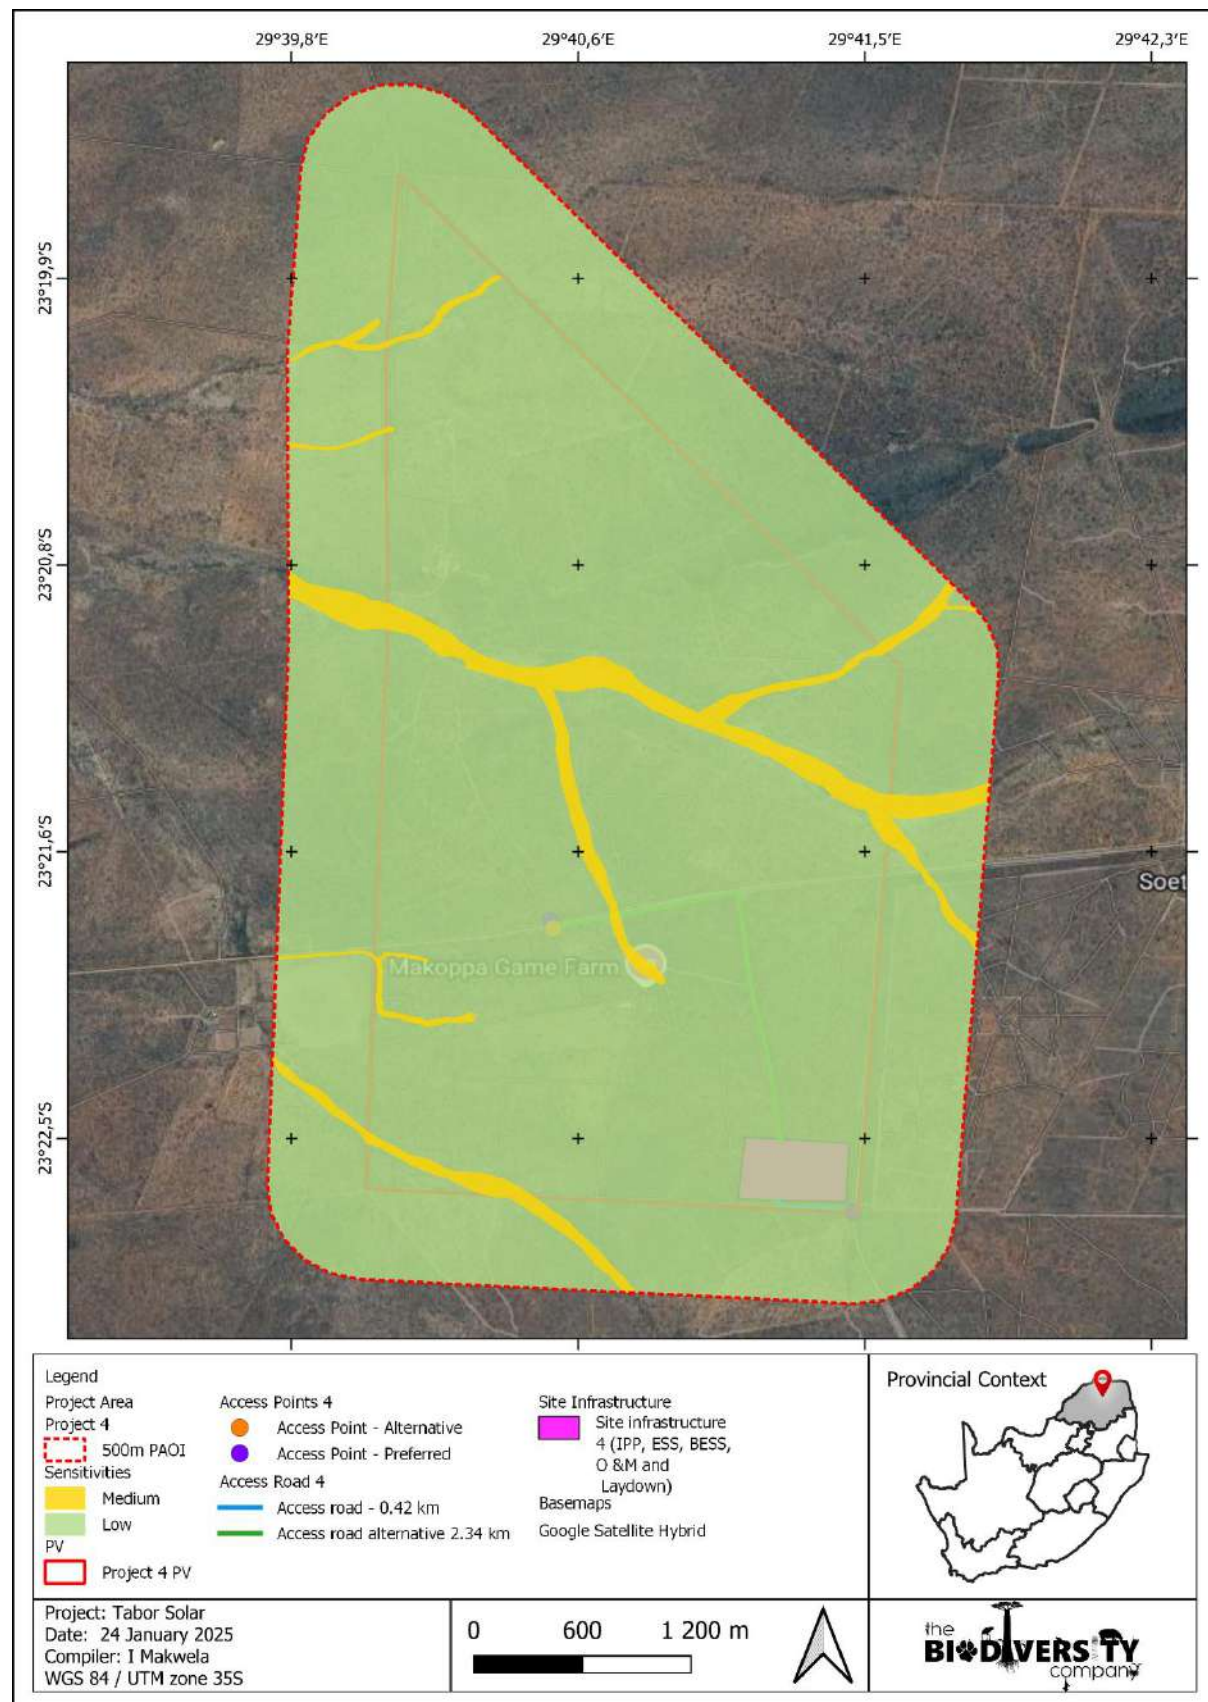 29°39,8'E 29°40,6'E 29°41,5'E 29°42,3'E
23°19,9'S
23°20,8'S
23°21,6'S
23°22,5'S
Soet
Makoppa Game Farm
Legend
Project Area
Project 4
500m PAOI
Sensitivities
Medium
Low
PV
Project 4 PV
Access Points 4
Access Point - Alternative
Access Point - Preferred
Access Road 4
Access road - 0.42 km
Access road alternative 2.34 km
Site Infrastructure
Site infrastructure
4 (IPP, ESS, BESS,
O &M and
Laydown)
Basemaps
Google Satellite Hybrid
Provincial Context
Project: Tabor Solar
Date: 24 January 2025
Compiler: I Makwela
WGS 84 / UTM zone 35S
0 600 1 200 m
the
BIODIVERSITY
company